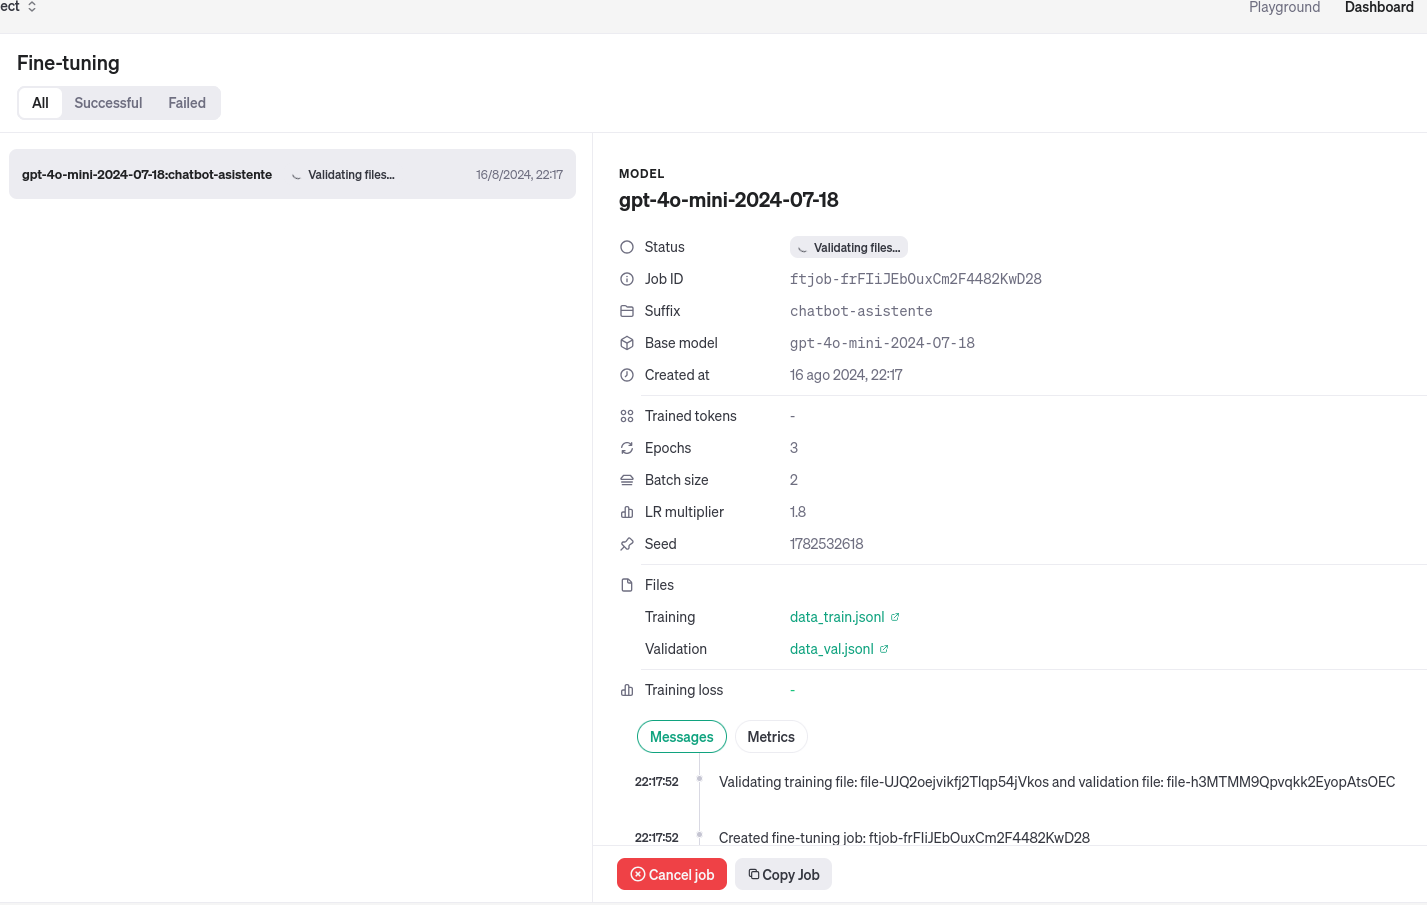 ect
Playground Dashboard
Fine-tuning
All Successful Failed
gpt-4o-mini-2024-07-18:chatbot-asistente Validating files... 16/8/2024, 22:17
MODEL
gpt-4o-mini-2024-07-18
Status Validating files...
Job ID ftjob-frFIiJEbOuxCm2F4482KwD28
Suffix chatbot-asistente
Base model gpt-4o-mini-2024-07-18
Created at 16 ago 2024, 22:17
Trained tokens -
Epochs 3
Batch size 2
LR multiplier 1.8
Seed 1782532618
Files
Training data_train.jsonl
Validation data_val.jsonl
Training loss -
Messages Metrics
22:17:52 Validating training file: file-UJQ2oejvikfj2TIqp54jVkos and validation file: file-h3MTMM9Qpvqkk2EyopAtsOEC
22:17:52 Created fine-tuning job: ftjob-frFIiJEbOuxCm2F4482KwD28
Cancel job Copy Job